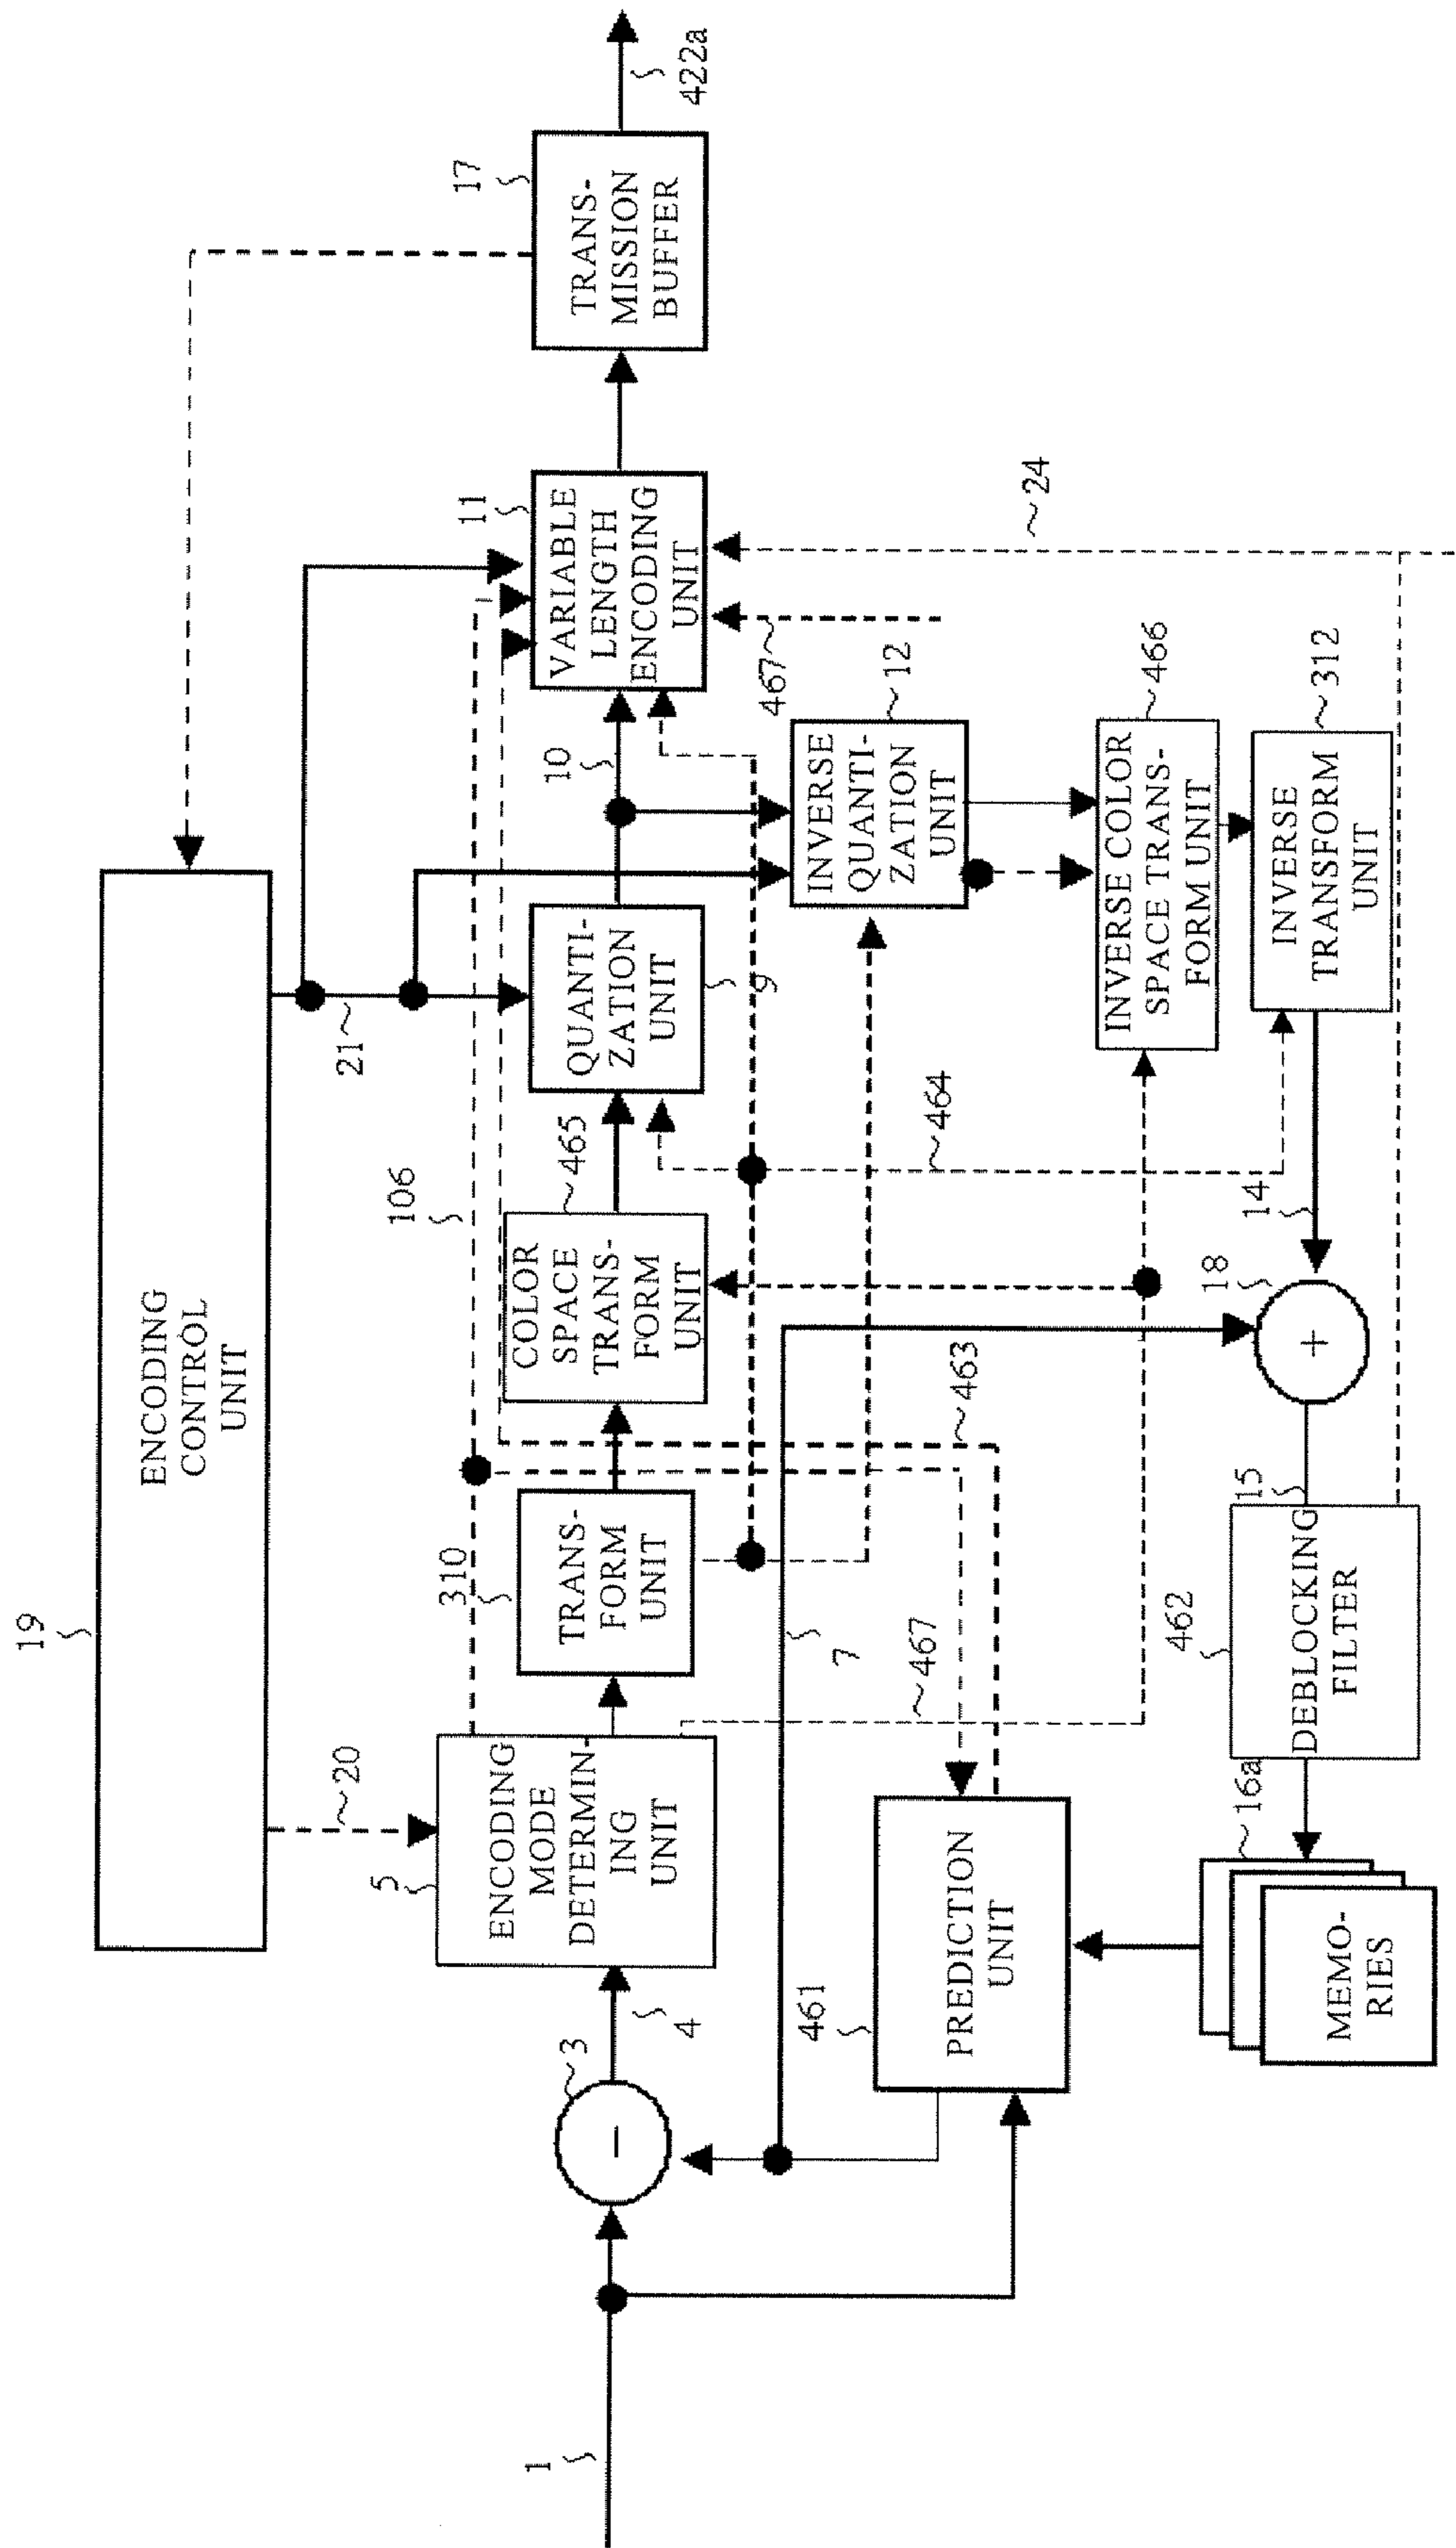 19
ENCODING
CONTROL
UNIT
20
21
106
17
TRANS-
MISSION
BUFFER
422a
1
3
4
5
ENCODING
MODE
DETERMIN-
ING
UNIT
310
TRANS-
FORM
UNIT
COLOR
SPACE
TRANS-
FORM
UNIT
465
QUANTI-
ZATION
UNIT
9
10
11
VARIABLE
LENGTH
ENCODING
UNIT
467
24
7
463
464
467
INVERSE
QUANTI-
ZATION
UNIT
12
461
PREDICTION
UNIT
INVERSE COLOR
SPACE TRANS-
FORM UNIT
466
INVERSE
TRANSFORM
UNIT
312
16a
MEMO-
RIES
462
DEBLOCKING
FILTER
15
18
+
14
−